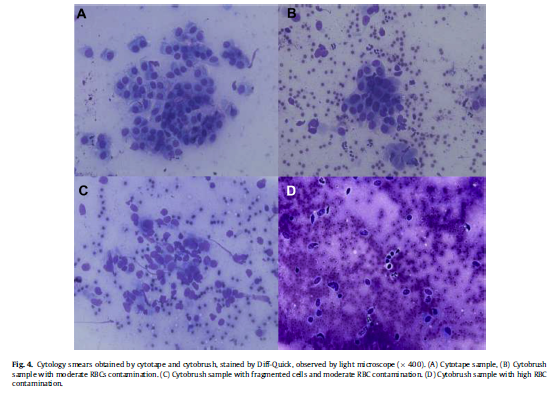 A
B
C
D
Fig. 4. Cytology smears obtained by cytotape and cytobrush, stained by Diff-Quick, observed by light microscope (× 400). (A) Cytotape sample, (B) Cytobrush
sample with moderate RBCs contamination. (C) Cytobrush sample with fragmented cells and moderate RBC contamination. (D) Cytobrush sample with high RBC
contamination.